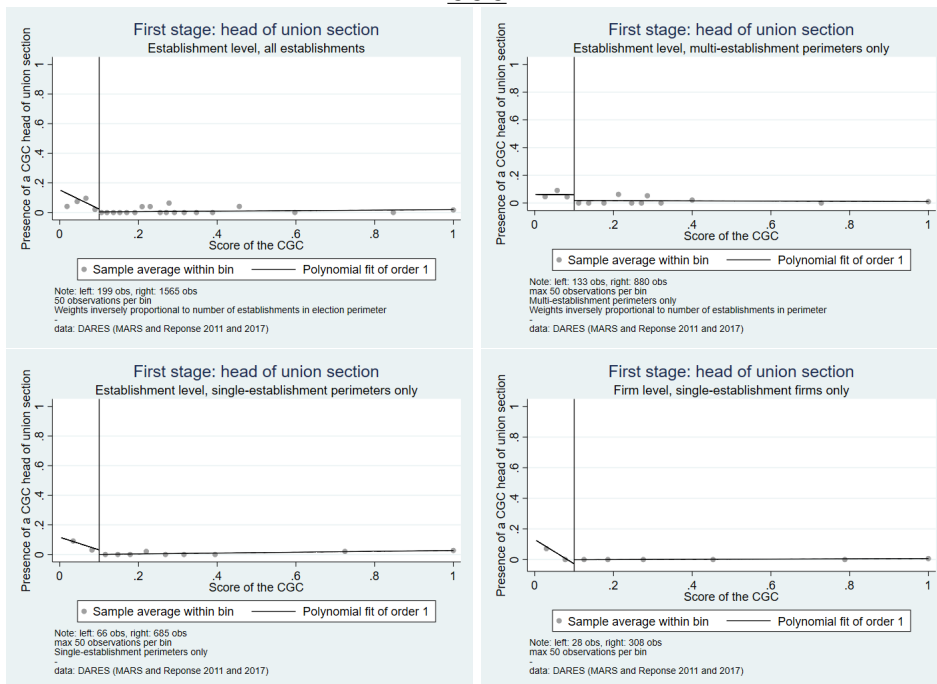 First stage: head of union section
Establishment level, all establishments
Presence of a CGC head of union section
0 .2 .4 .6 .8 1
0 .2 .4 .6 .8 1
Score of the CGC
Sample average within bin Polynomial fit of order 1
Note: left: 199 obs, right: 1565 obs
50 observations per bin
Weights inversely proportional to number of establishments in election perimeter
-
data: DARES (MARS and Reponse 2011 and 2017)
First stage: head of union section
Establishment level, multi-establishment perimeters only
Presence of a CGC head of union section
0 .2 .4 .6 .8 1
0 .2 .4 .6 .8 1
Score of the CGC
Sample average within bin Polynomial fit of order 1
Note: left: 133 obs, right: 880 obs
max 50 observations per bin
Multi-establishment perimeters only
Weights inversely proportional to number of establishments in perimeter
-
data: DARES (MARS and Reponse 2011 and 2017)
First stage: head of union section
Establishment level, single-establishment perimeters only
Presence of a CGC head of union section
0 .2 .4 .6 .8 1
0 .2 .4 .6 .8 1
Score of the CGC
Sample average within bin Polynomial fit of order 1
Note: left: 66 obs, right: 685 obs
max 50 observations per bin
Single-establishment perimeters only
-
data: DARES (MARS and Reponse 2011 and 2017)
First stage: head of union section
Firm level, single-establishment firms only
Presence of a CGC head of union section
0 .2 .4 .6 .8 1
0 .2 .4 .6 .8 1
Score of the CGC
Sample average within bin Polynomial fit of order 1
Note: left: 28 obs, right: 308 obs
max 50 observations per bin
-
data: DARES (MARS and Reponse 2011 and 2017)